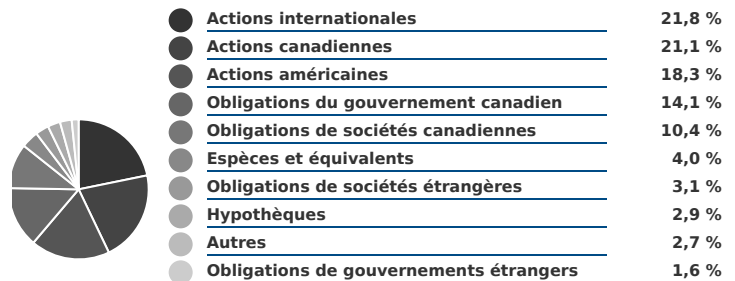 Actions internationales 21,8 %
Actions canadiennes 21,1 %
Actions américaines 18,3 %
Obligations du gouvernement canadien 14,1 %
Obligations de sociétés canadiennes 10,4 %
Espèces et équivalents 4,0 %
Obligations de sociétés étrangères 3,1 %
Hypothèques 2,9 %
Autres 2,7 %
Obligations de gouvernements étrangers 1,6 %